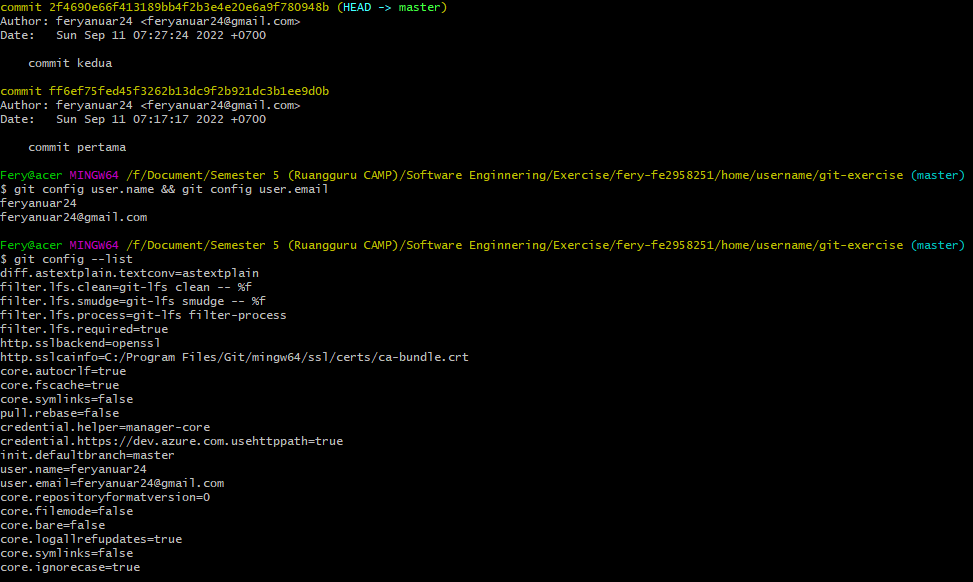 commit 2f4690e66f413189bb4f2b3e4e20e6a9f780948b (HEAD -> master)
Author: feryanuar24 <feryanuar24@gmail.com>
Date:   Sun Sep 11 07:27:24 2022 +0700
    commit kedua
commit ff6ef75fed45f3262b13dc9f2b921dc3b1ee9d0b
Author: feryanuar24 <feryanuar24@gmail.com>
Date:   Sun Sep 11 07:17:17 2022 +0700
    commit pertama
Fery@acer MINGW64 /f/Document/Semester 5 (Ruangguru CAMP)/Software Enginnering/Exercise/fery-fe2958251/home/username/git-exercise (master)
$ git config user.name && git config user.email
feryanuar24
feryanuar24@gmail.com
Fery@acer MINGW64 /f/Document/Semester 5 (Ruangguru CAMP)/Software Enginnering/Exercise/fery-fe2958251/home/username/git-exercise (master)
$ git config --list
diff.astextplain.textconv=astextplain
filter.lfs.clean=git-lfs clean -- %f
filter.lfs.smudge=git-lfs smudge -- %f
filter.lfs.process=git-lfs filter-process
filter.lfs.required=true
http.sslbackend=openssl
http.sslcainfo=C:/Program Files/Git/mingw64/ssl/certs/ca-bundle.crt
core.autocrlf=true
core.fscache=true
core.symlinks=false
pull.rebase=false
credential.helper=manager-core
credential.https://dev.azure.com.usehttppath=true
init.defaultbranch=master
user.name=feryanuar24
user.email=feryanuar24@gmail.com
core.repositoryformatversion=0
core.filemode=false
core.bare=false
core.logallrefupdates=true
core.symlinks=false
core.ignorecase=true